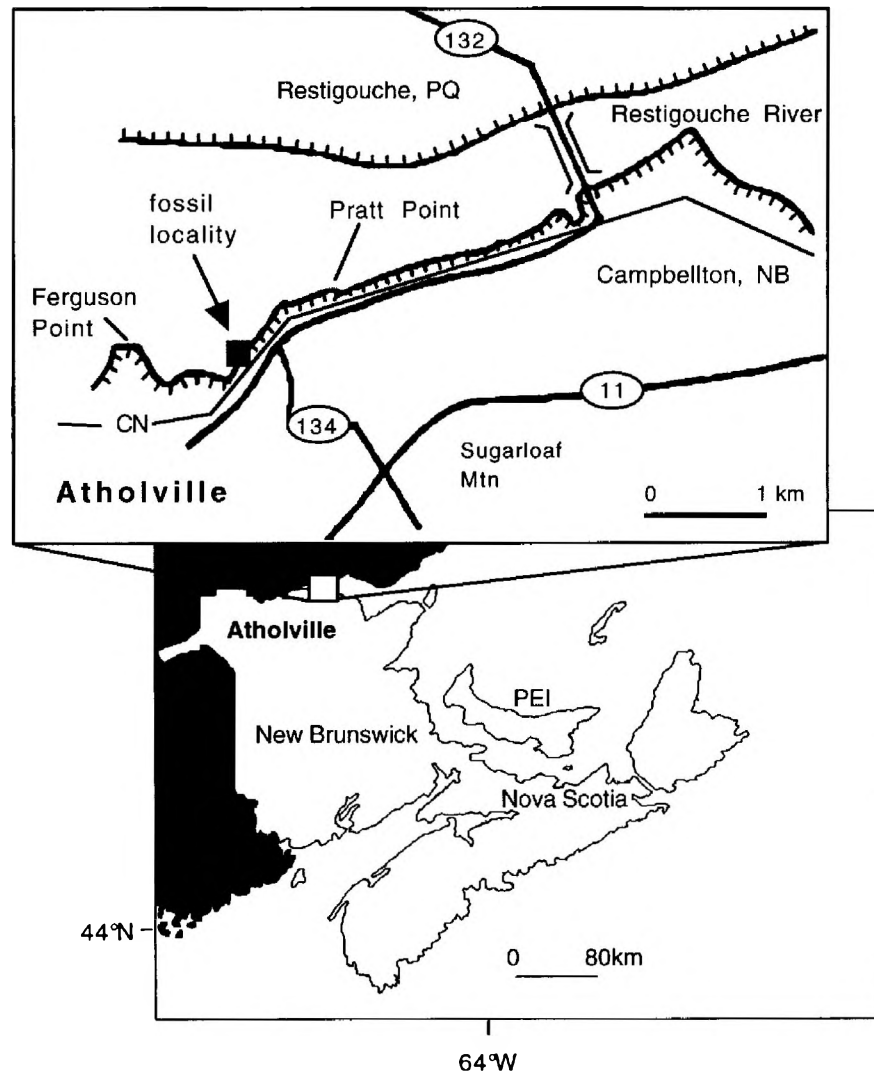 132
Restigouche, PQ
Restigouche River
fossil
locality
Pratt Point
Ferguson
Point
Campbellton, NB
11
CN
134
Sugarloaf
Mtn
Atholville
0 1 km
Atholville
PEI
New Brunswick
Nova Scotia
44°N
0 80km
64°W